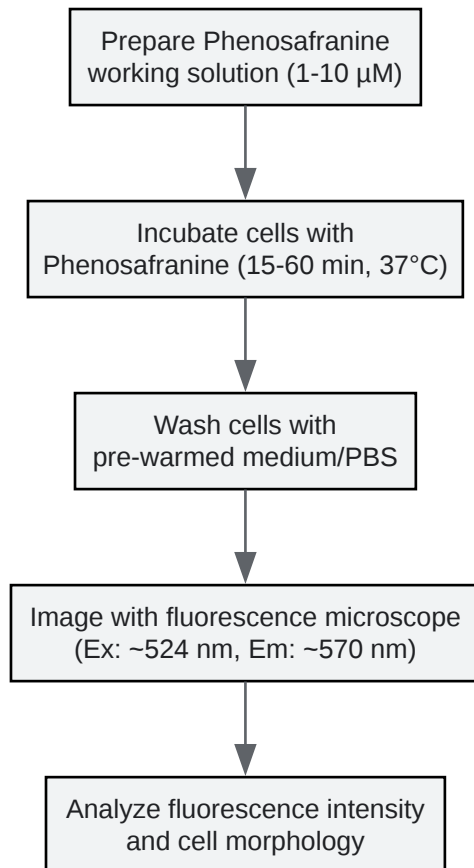 Prepare Phenosafranine
working solution (1-10 µM)
Incubate cells with
Phenosafranine (15-60 min, 37°C)
Wash cells with
pre-warmed medium/PBS
Image with fluorescence microscope
(Ex: ~524 nm, Em: ~570 nm)
Analyze fluorescence intensity
and cell morphology